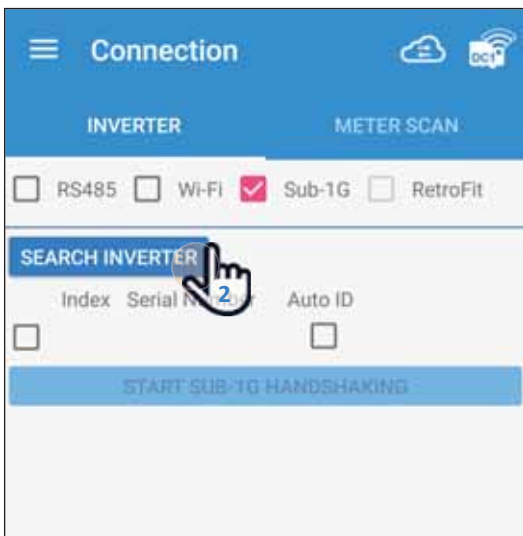 Connection
DC1
INVERTER METER SCAN
RS485 Wi-Fi Sub-1G RetroFit
SEARCH INVERTER
2
Index Serial Auto ID
START SUB-1G HANDSHAKING